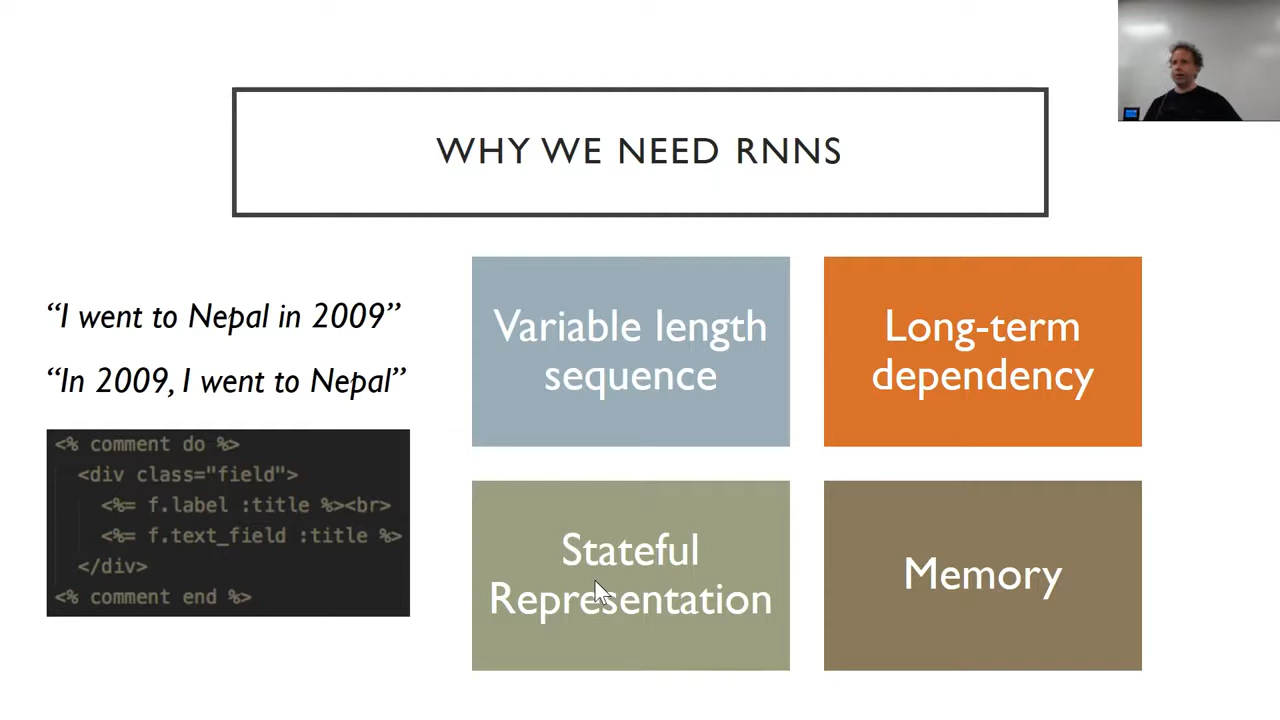 WHY WE NEED RNNS
“I went to Nepal in 2009”
“In 2009, I went to Nepal”
<% comment do %>
<div class="field">
<%= f.label :title %><br>
<%= f.text_field :title %>
</div>
<% comment end %>
Variable length
sequence
Long-term
dependency
Stateful
Representation
Memory